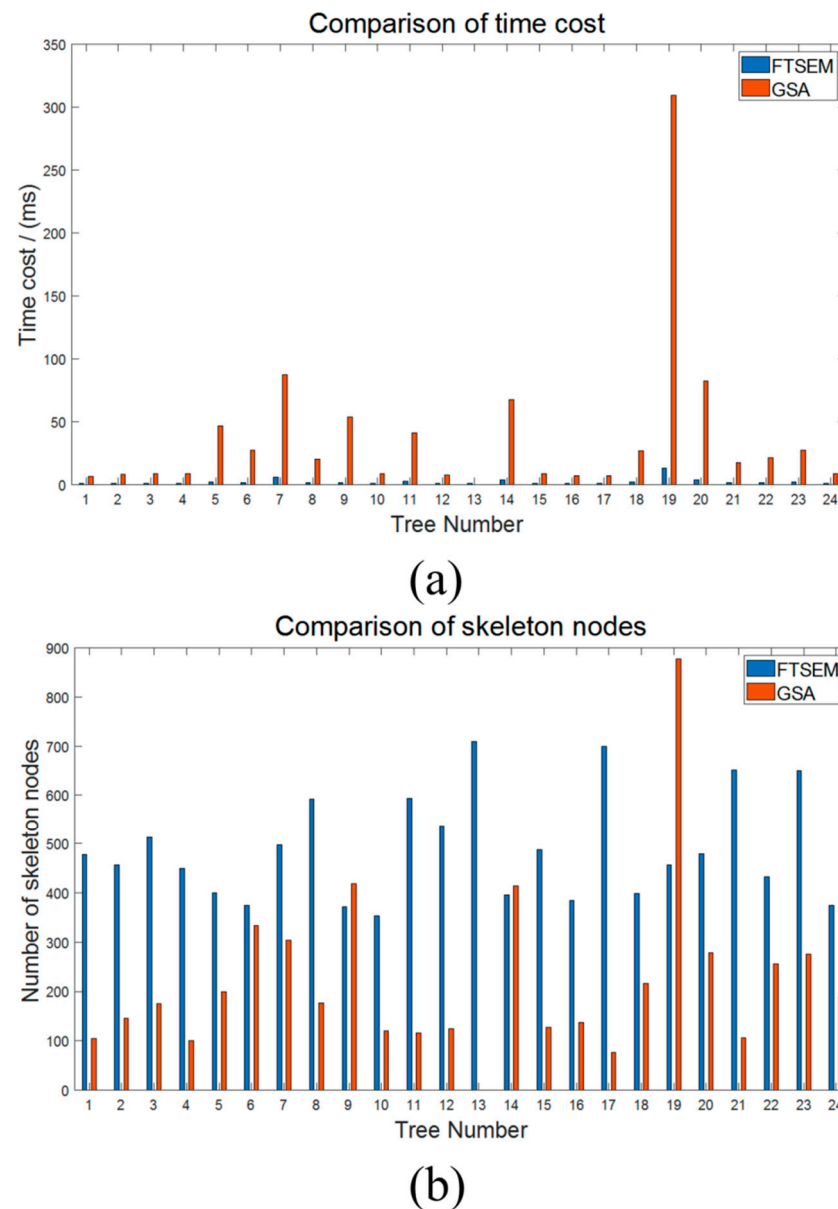 Comparison of time cost
350
300
250
200
150
100
50
0
Time cost / (ms)
FTSEM
GSA
1 2 3 4 5 6 7 8 9 10 11 12 13 14 15 16 17 18 19 20 21 22 23 24
Tree Number
(a)
Comparison of skeleton nodes
900
800
700
600
500
400
300
200
100
0
Number of skeleton nodes
FTSEM
GSA
1 2 3 4 5 6 7 8 9 10 11 12 13 14 15 16 17 18 19 20 21 22 23 24
Tree Number
(b)